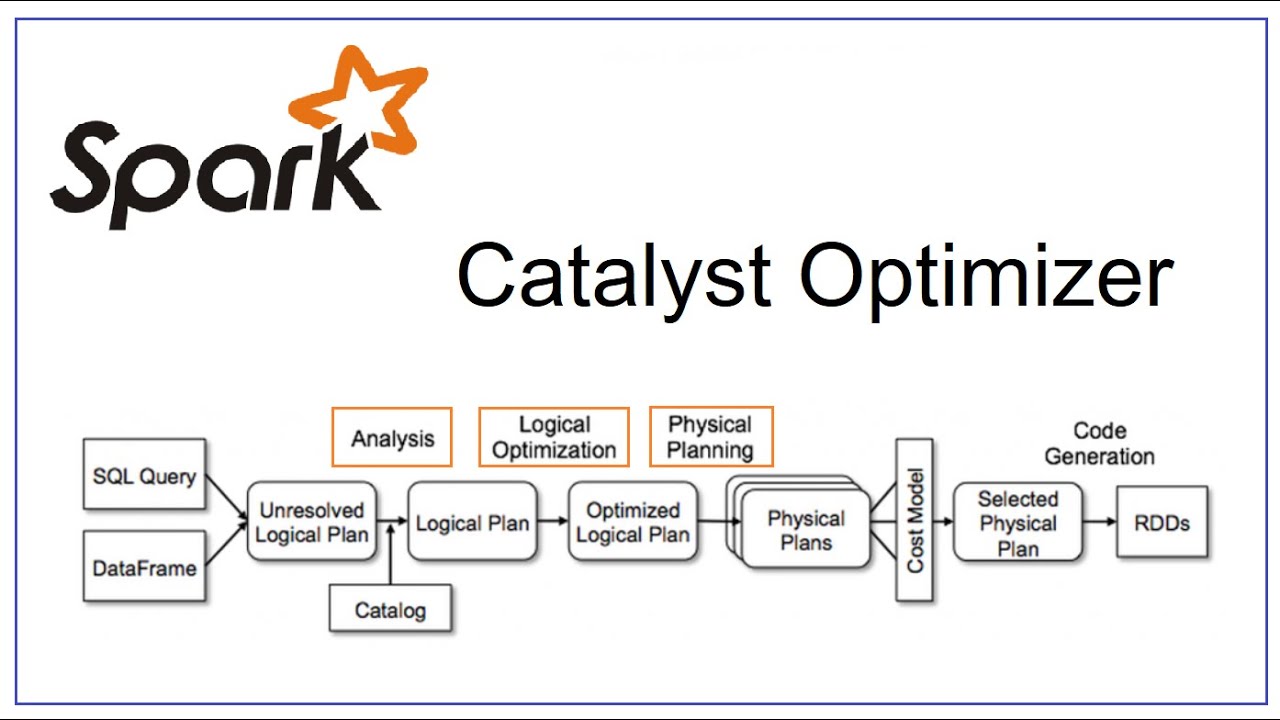 Spark
Catalyst Optimizer
Analysis
Logical
Optimization
Physical
Planning
Code
Generation
SQL Query
DataFrame
Unresolved
Logical Plan
Catalog
Logical Plan
Optimized
Logical Plan
Physical
Plans
Cost Model
Selected
Physical
Plan
RDDs